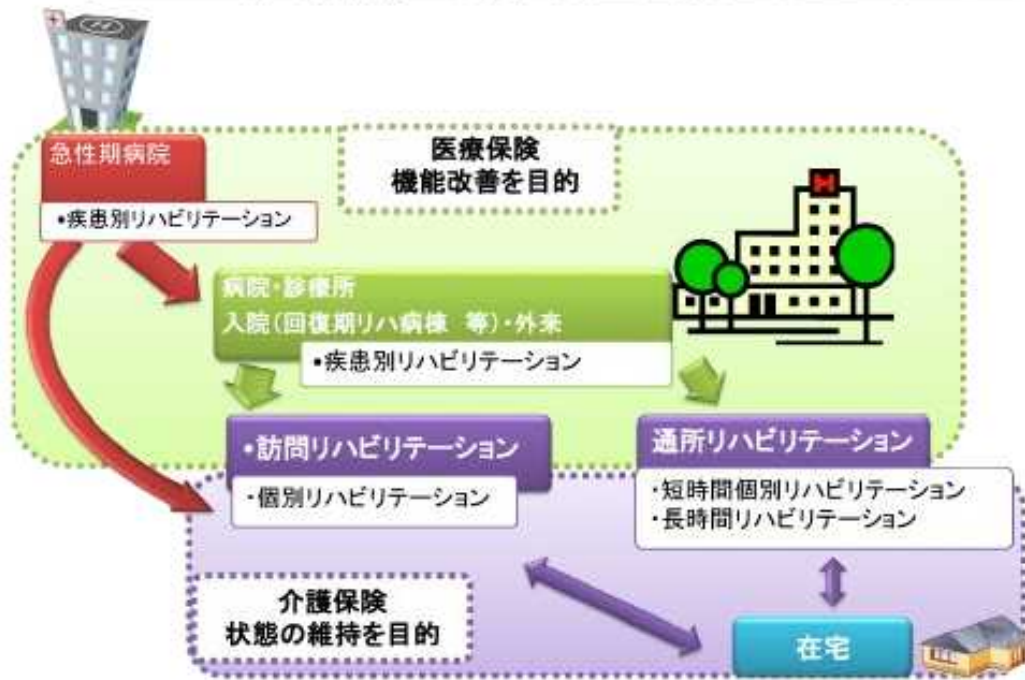 急性期病院
•疾患別リハビリテーション
医療保険
機能改善を目的
病院・診療所
入院(回復期リハ病棟 等)・外来
•疾患別リハビリテーション
•訪問リハビリテーション
・個別リハビリテーション
通所リハビリテーション
・短時間個別リハビリテーション
・長時間リハビリテーション
介護保険
状態の維持を目的
在宅